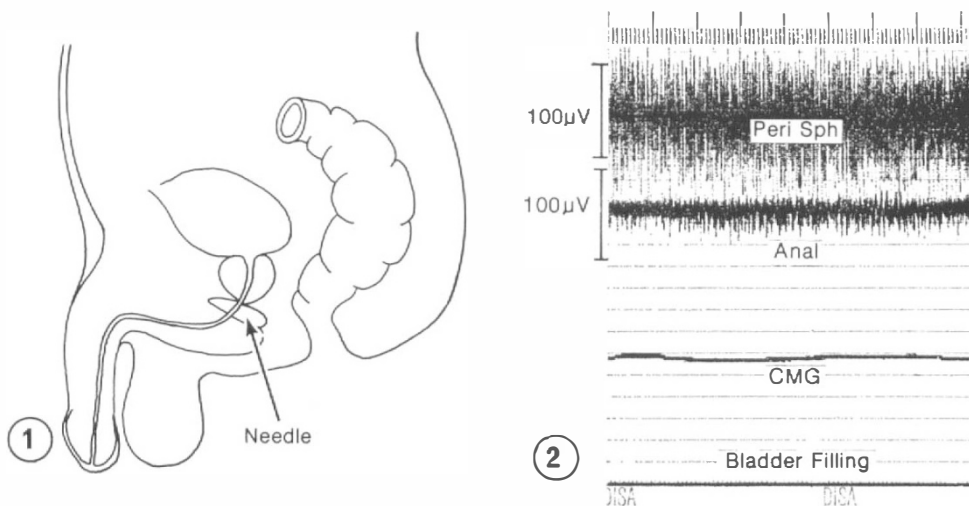 Needle
1
100µV
Peri Sph
100µV
Anal
CMG
Bladder Filling
DISA DISA
2